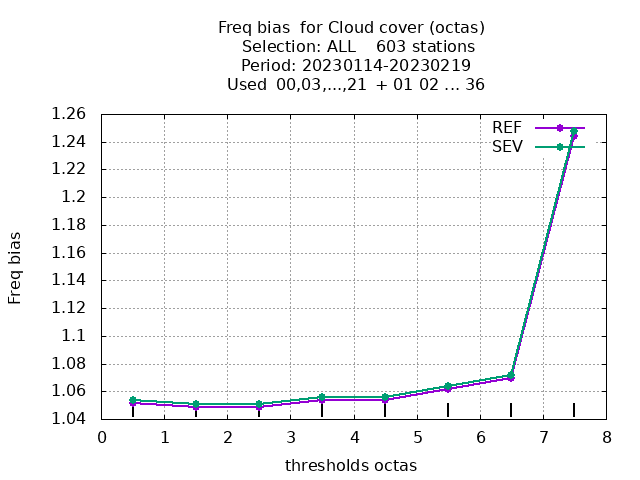 Freq bias  for Cloud cover (octas)
Selection: ALL    603 stations
Period: 20230114-20230219
Used  00,03,...,21  + 01 02 ... 36
REF
SEV
Freq bias
1.26
1.24
1.22
1.2
1.18
1.16
1.14
1.12
1.1
1.08
1.06
1.04
0 1 2 3 4 5 6 7 8
thresholds octas